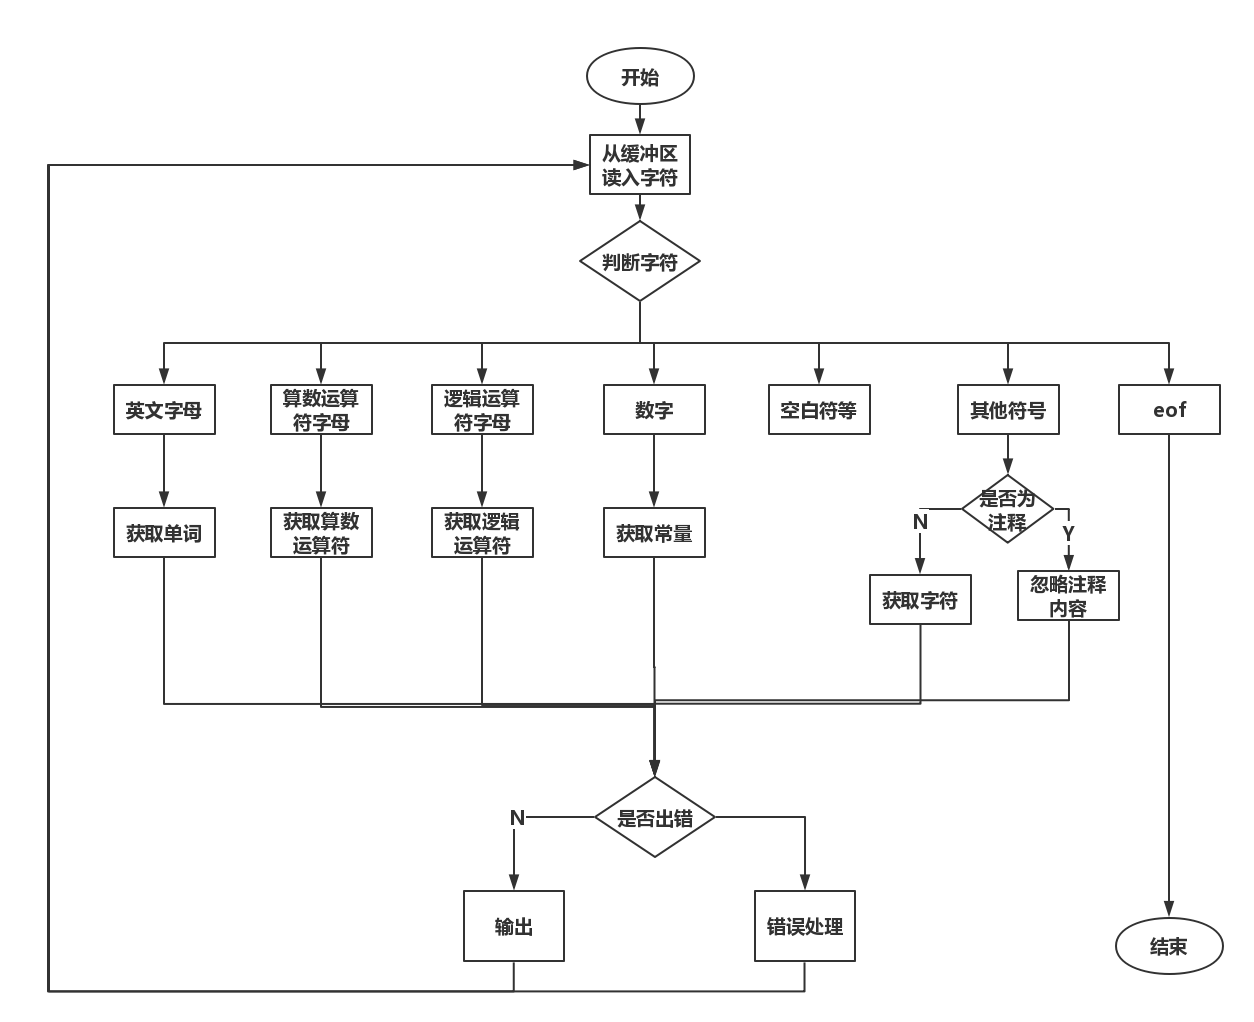 开始
从缓冲区
读入字符
判断字符
英文字母
算数运算
符字母
逻辑运算
符字母
数字
空白符等
其他符号
eof
获取单词
获取算数
运算符
获取逻辑
运算符
获取常量
是否为
注释
N
Y
获取字符
忽略注释
内容
是否出错
N
输出
错误处理
结束